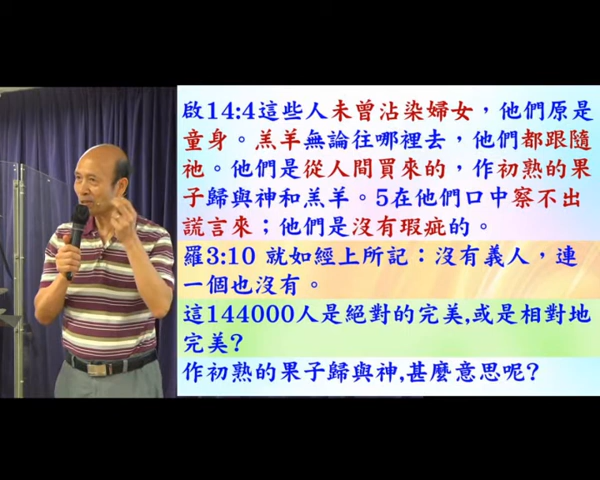 啟14:4這些人未曾沾染婦女，他們原是
童身。羔羊無論往哪裡去，他們都跟隨
祂。他們是從人間買來的，作初熟的果
子歸與神和羔羊。5在他們口中察不出
謊言來；他們是沒有瑕疵的。
羅3:10 就如經上所記：沒有義人，連
一個也沒有。
這144000人是絕對的完美,或是相對地
完美?
作初熟的果子歸與神,甚麼意思呢?